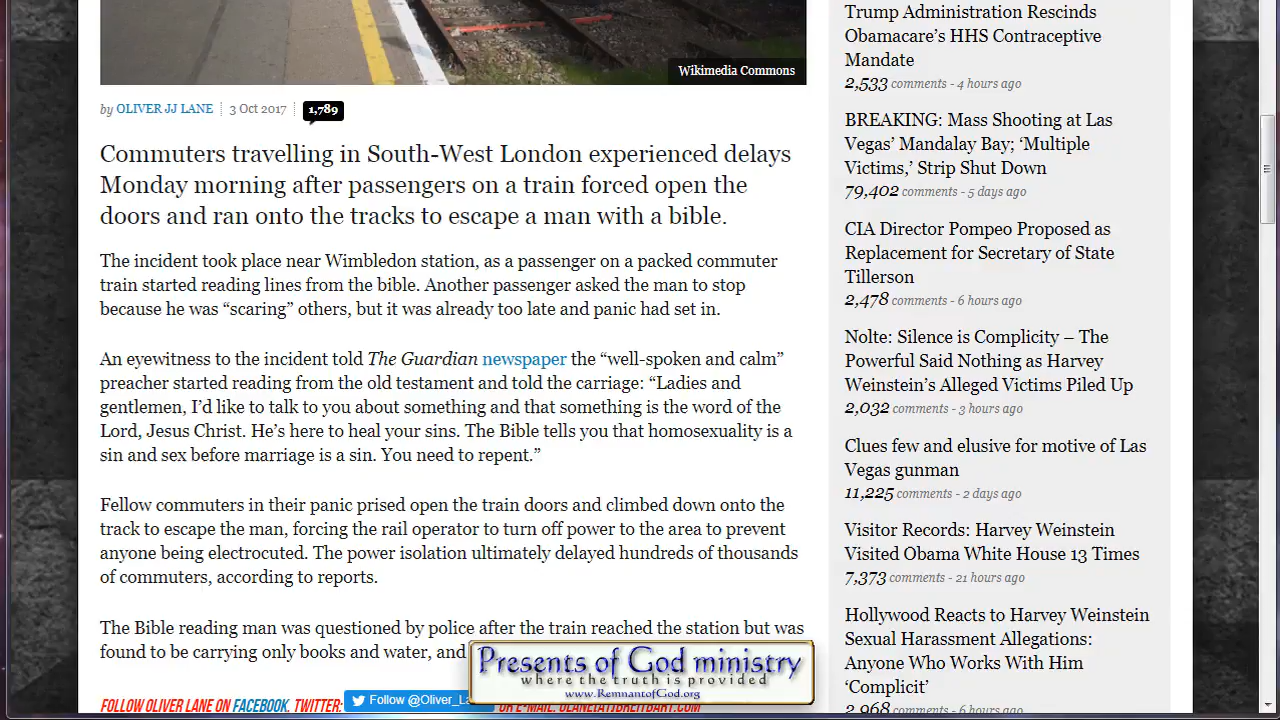 Wikimedia Commons
by OLIVER JJ LANE 3 Oct 2017 1,789
Commuters travelling in South-West London experienced delays
Monday morning after passengers on a train forced open the
doors and ran onto the tracks to escape a man with a bible.
The incident took place near Wimbledon station, as a passenger on a packed commuter
train started reading lines from the bible. Another passenger asked the man to stop
because he was “scaring” others, but it was already too late and panic had set in.
An eyewitness to the incident told The Guardian newspaper the “well-spoken and calm”
preacher started reading from the old testament and told the carriage: “Ladies and
gentlemen, I’d like to talk to you about something and that something is the word of the
Lord, Jesus Christ. He’s here to heal your sins. The Bible tells you that homosexuality is a
sin and sex before marriage is a sin. You need to repent.”
Fellow commuters in their panic prised open the train doors and climbed down onto the
track to escape the man, forcing the rail operator to turn off power to the area to prevent
anyone being electrocuted. The power isolation ultimately delayed hundreds of thousands
of commuters, according to reports.
The Bible reading man was questioned by police after the train reached the station but was
found to be carrying only books and water, and
FOLLOW OLIVER LANE ON FACEBOOK, TWITTER: Follow @Oliver_La OR E-MAIL:
Presents of God ministry
where the truth is provided
www.RemnantofGod.org
Trump Administration Rescinds
Obamacare’s HHS Contraceptive
Mandate
2,533 comments - 4 hours ago
BREAKING: Mass Shooting at Las
Vegas’ Mandalay Bay; ‘Multiple
Victims,’ Strip Shut Down
79,402 comments - 5 days ago
CIA Director Pompeo Proposed as
Replacement for Secretary of State
Tillerson
2,478 comments - 6 hours ago
Nolte: Silence is Complicity – The
Powerful Said Nothing as Harvey
Weinstein’s Alleged Victims Piled Up
2,032 comments - 3 hours ago
Clues few and elusive for motive of Las
Vegas gunman
11,225 comments - 2 days ago
Visitor Records: Harvey Weinstein
Visited Obama White House 13 Times
7,373 comments - 21 hours ago
Hollywood Reacts to Harvey Weinstein
Sexual Harassment Allegations:
Anyone Who Works With Him
‘Complicit’
2,968 comments - 6 hours ago